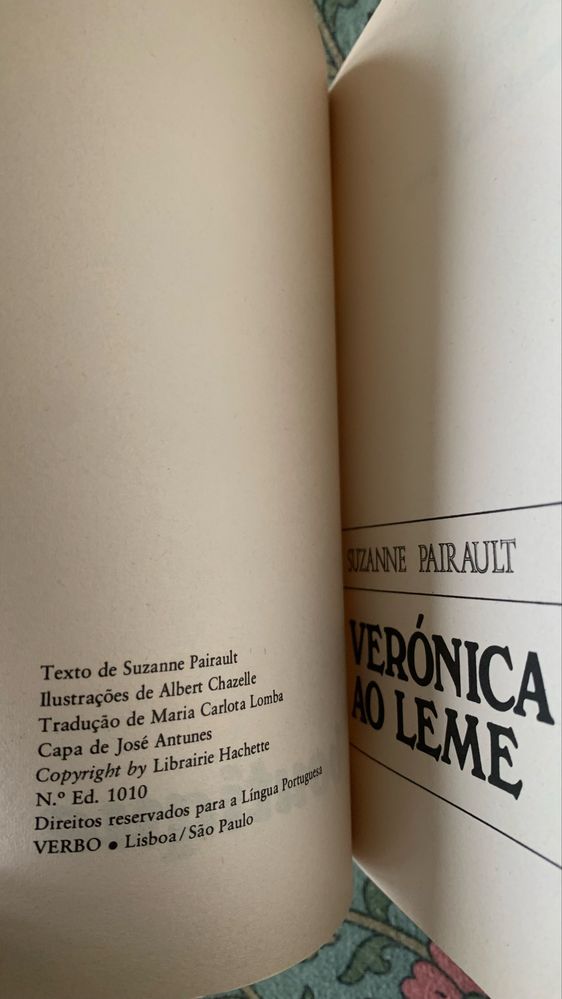 Texto de Suzanne Pairault
Ilustrações de Albert Chazelle
Tradução de Maria Carlota Lomba
Capa de José Antunes
Copyright by Librairie Hachette
N.º Ed. 1010
Direitos reservados para a Língua Portuguesa
VERBO ● Lisboa/São Paulo
SUZANNE PAIRAULT
VERÓNICA
AO LEME